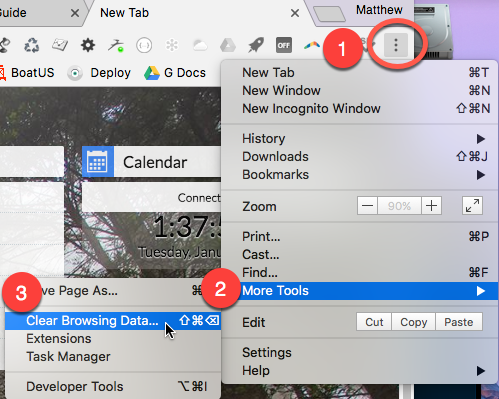 Guide
New Tab
Matthew
1
OFF
BoatUS
Deploy
G Docs
New Tab ⌘T
New Window ⌘N
New Incognito Window ⇧⌘N
History
Downloads ⇧⌘J
Bookmarks
Zoom — 90% +
Print... ⌘P
Cast...
Find... ⌘F
2
More Tools
Edit Cut Copy Paste
Settings
Help
Calendar
Connect
1:37:5
Tuesday, Janu
3
ve Page As... ⌘
Clear Browsing Data... ⇧⌘⌫
Extensions
Task Manager
Developer Tools ⌥⌘I